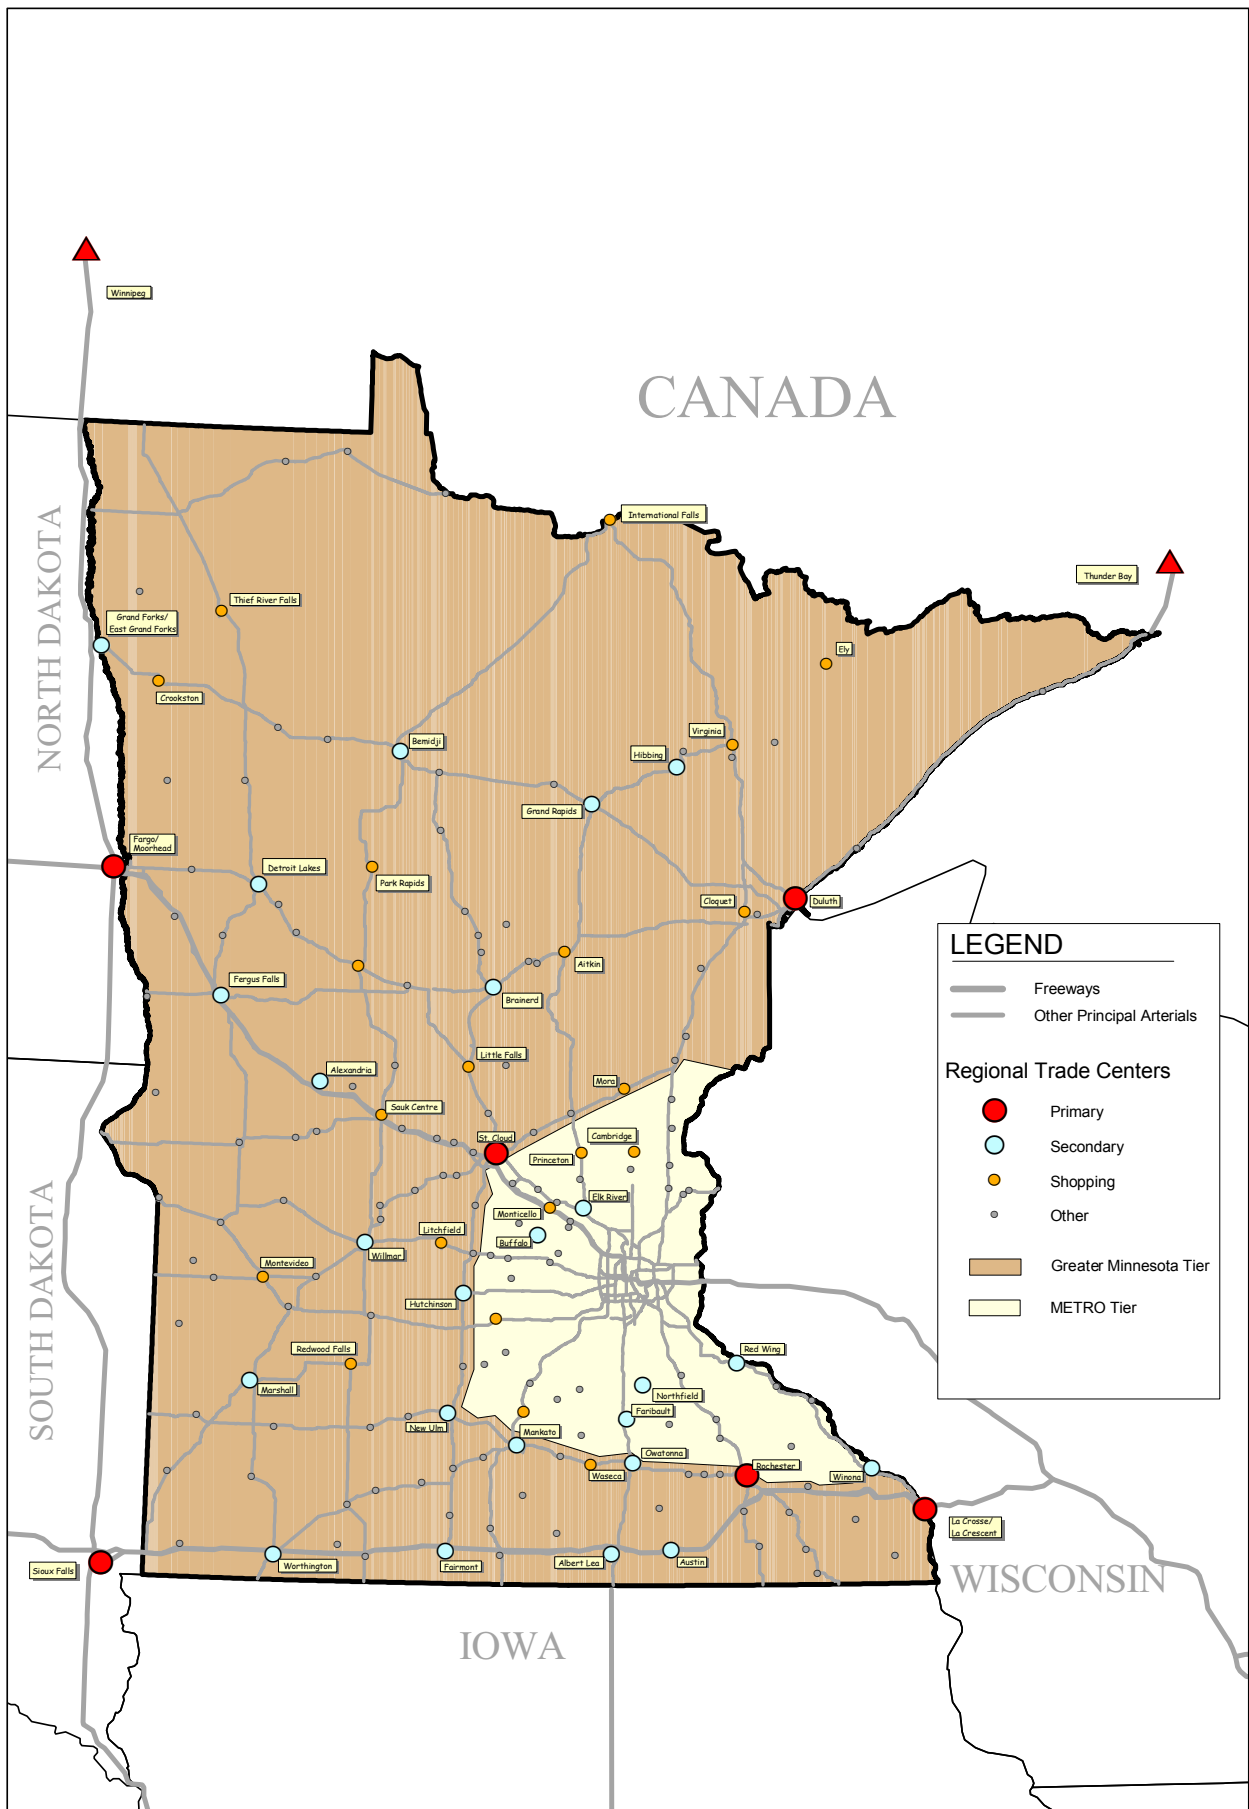 Winnipeg
CANADA
International Falls
NORTH DAKOTA
Thunder Bay
Thief River Falls
Grand Forks/
East Grand Forks
Ely
Crookston
Virginia
Bemidji
Hibbing
Grand Rapids
Fargo/
Moorhead
Detroit Lakes
Park Rapids
Cloquet
Duluth
LEGEND
Freeways
Other Principal Arterials
Regional Trade Centers
Primary
Secondary
Shopping
Other
Greater Minnesota Tier
METRO Tier
Aitkin
Fergus Falls
Brainerd
Little Falls
Alexandria
Mora
Sauk Centre
St. Cloud
Cambridge
Princeton
Elk River
Monticello
SOUTH DAKOTA
Litchfield
Buffalo
Willmar
Montevideo
Hutchinson
Redwood Falls
Red Wing
Marshall
Northfield
Faribault
New Ulm
Mankato
Owatonna
Rochester
Waseca
Winona
La Crosse/
La Crescent
Sioux Falls
Worthington
Fairmont
Albert Lea
Austin
WISCONSIN
IOWA